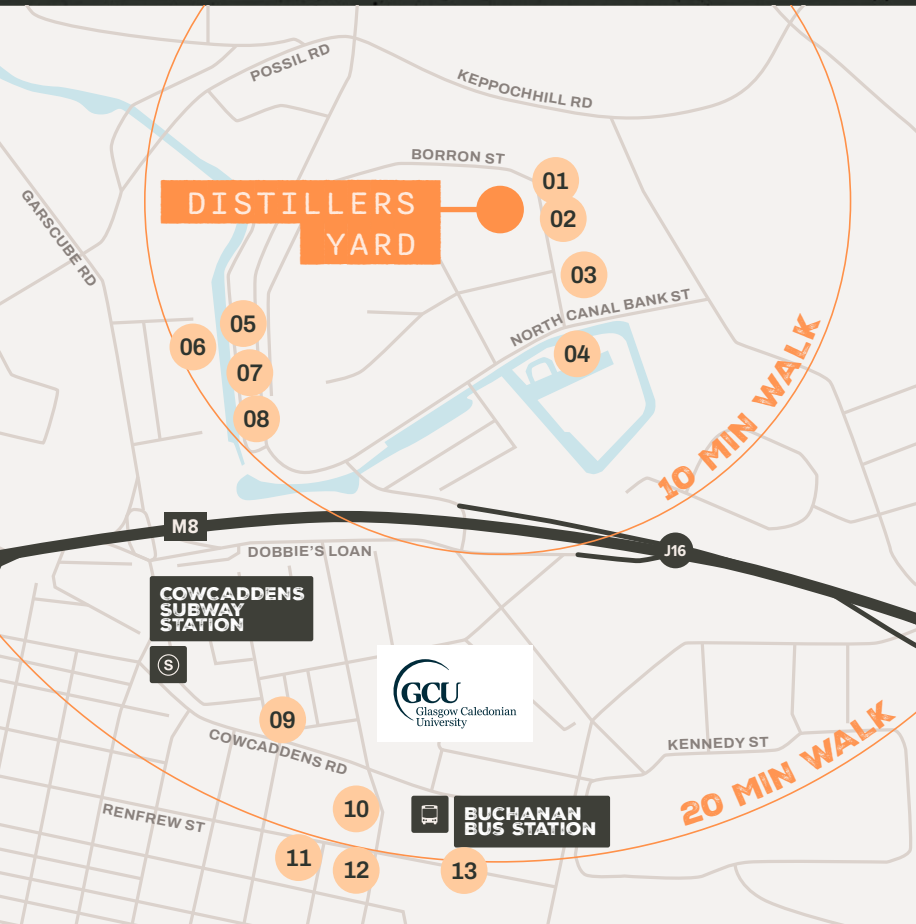 POSSIL RD
KEPPOCHHILL RD
BORRON ST
GARSCUBE RD
DISTILLERS
YARD
01
02
03
NORTH CANAL BANK ST
04
05
06
07
08
10 MIN WALK
M8
J16
DOBBIE'S LOAN
COWCADDENS
SUBWAY
STATION
S
GCU
Glasgow Caledonian
University
09
COWCADDENS RD
KENNEDY ST
20 MIN WALK
RENFREW ST
10
BUCHANAN
BUS STATION
11
12
13